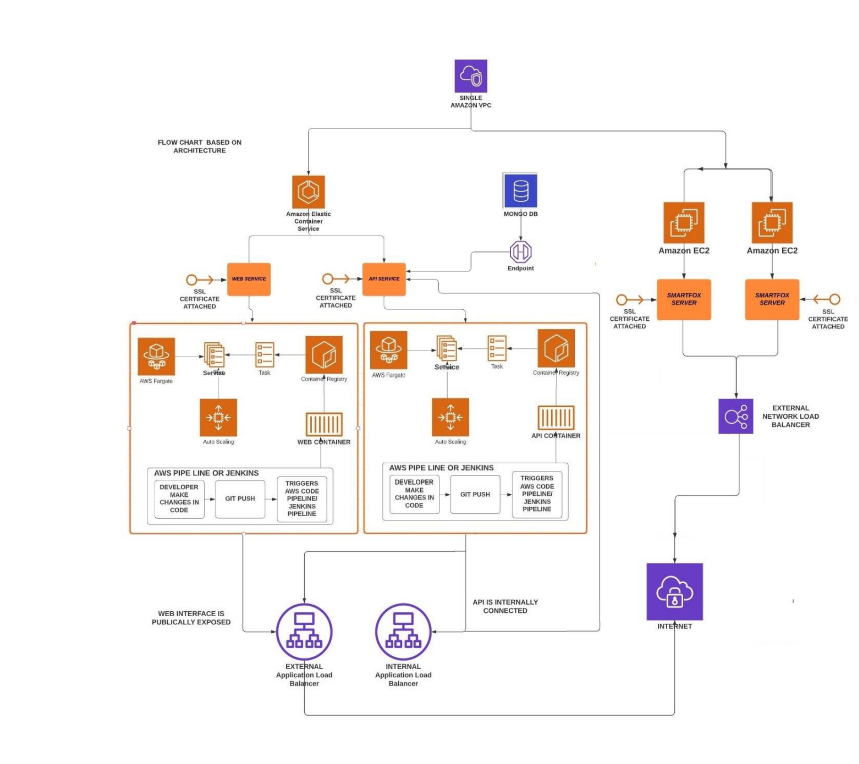 SINGLE
AMAZON VPC
FLOW CHART BASED ON
ARCHITECTURE
Amazon Elastic
Container
Service
MONGO DB
Endpoint
Amazon EC2
Amazon EC2
WEB SERVICE
API SERVICE
SSL
CERTIFICATE
ATTACHED
SSL
CERTIFICATE
ATTACHED
SMARTFOX
SERVER
SMARTFOX
SERVER
SSL
CERTIFICATE
ATTACHED
SSL
CERTIFICATE
ATTACHED
AWS Fargate
Service
Task
Container Registry
Auto Scaling
WEB CONTAINER
AWS PIPE LINE OR JENKINS
DEVELOPER
MAKE
CHANGES IN
CODE
GIT PUSH
TRIGGERS
AWS CODE
PIPELINE/
JENKINS
PIPELINE
AWS Fargate
Service
Task
Container Registry
Auto Scaling
API CONTAINER
AWS PIPE LINE OR JENKINS
DEVELOPER
MAKE
CHANGES IN
CODE
GIT PUSH
TRIGGERS
AWS CODE
PIPELINE/
JENKINS
PIPELINE
EXTERNAL
NETWORK LOAD
BALANCER
WEB INTERFACE IS
PUBLICALLY EXPOSED
API IS INTERNALLY
CONNECTED
INTERNET
EXTERNAL
Application Load
Balancer
INTERNAL
Application Load
Balancer